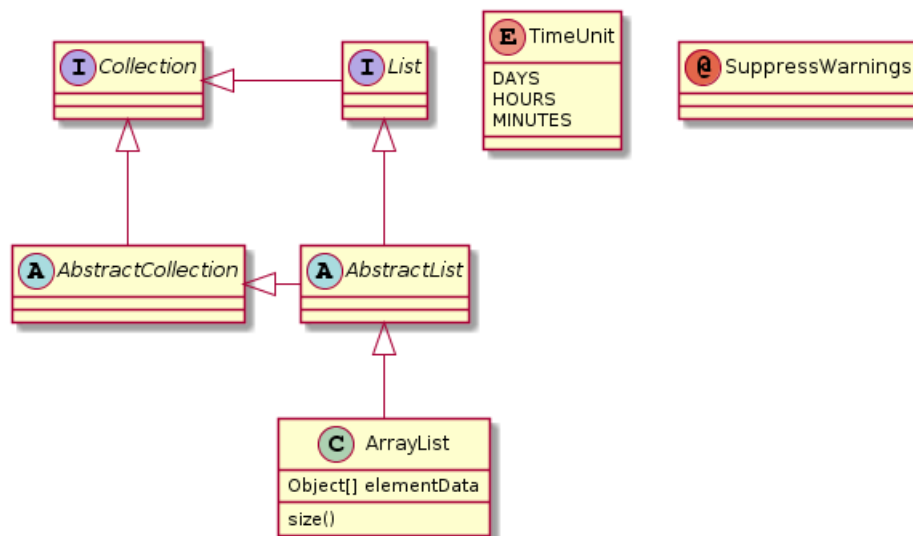 I Collection
I List
E TimeUnit
DAYS
HOURS
MINUTES
@ SuppressWarnings
A AbstractCollection
A AbstractList
C ArrayList
Object[] elementData
size()